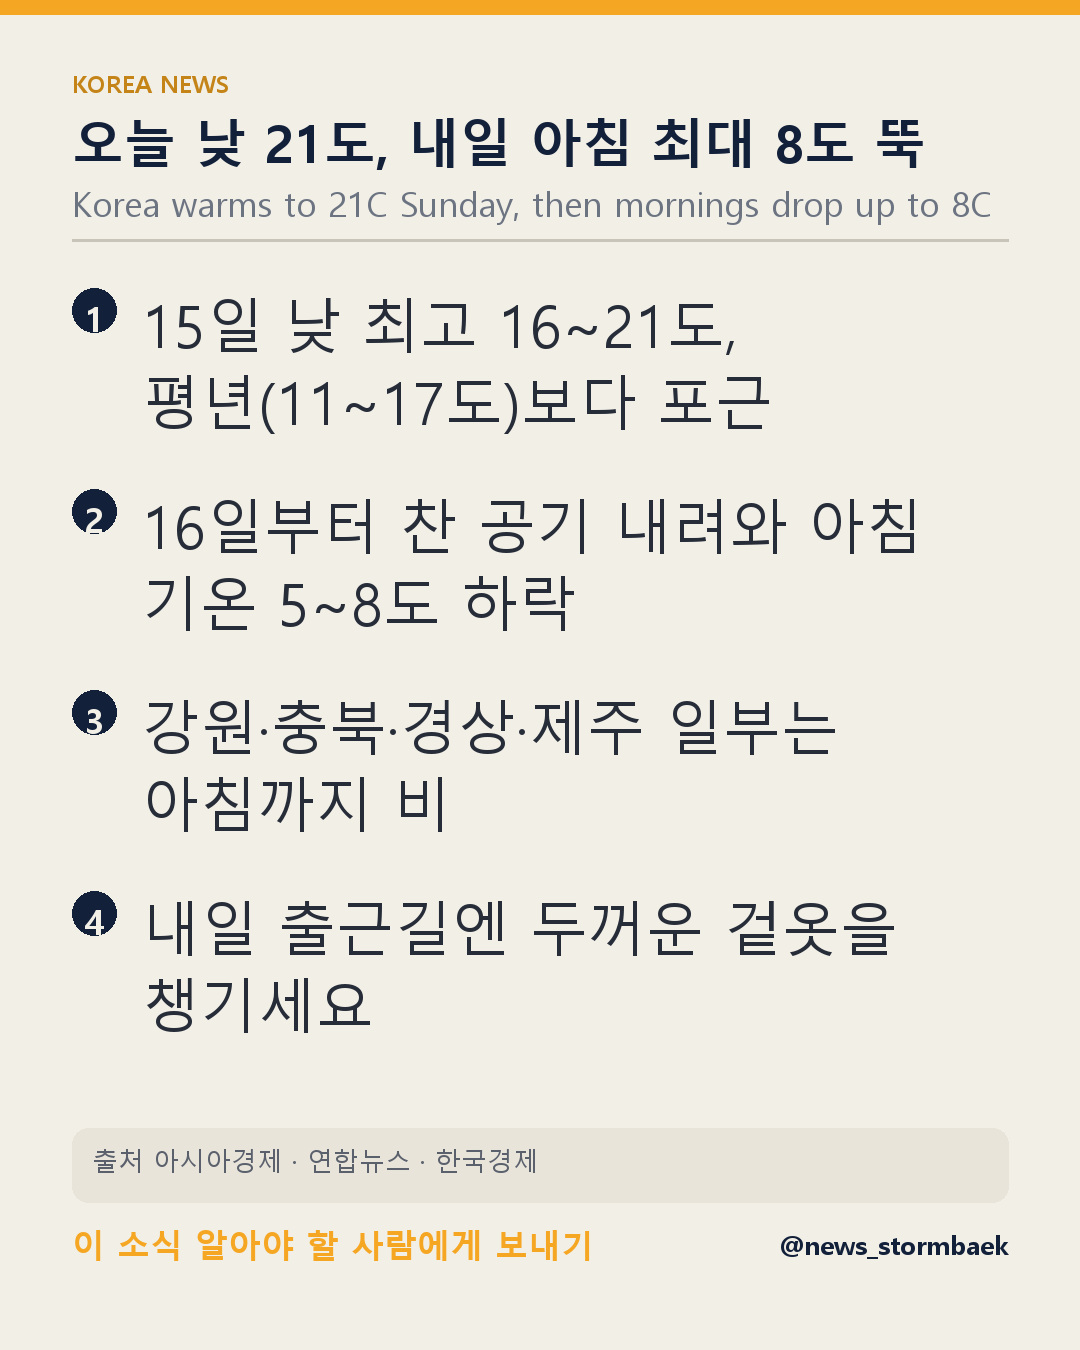 KOREA NEWS
오늘 낮 21도, 내일 아침 최대 8도 뚝
Korea warms to 21C Sunday, then mornings drop up to 8C
1 15일 낮 최고 16~21도,
평년(11~17도)보다 포근
2 16일부터 찬 공기 내려와 아침
기온 5~8도 하락
3 강원·충북·경상·제주 일부는
아침까지 비
4 내일 출근길엔 두꺼운 겉옷을
챙기세요
출처 아시아경제 · 연합뉴스 · 한국경제
이 소식 알아야 할 사람에게 보내기
@news_stormbaek